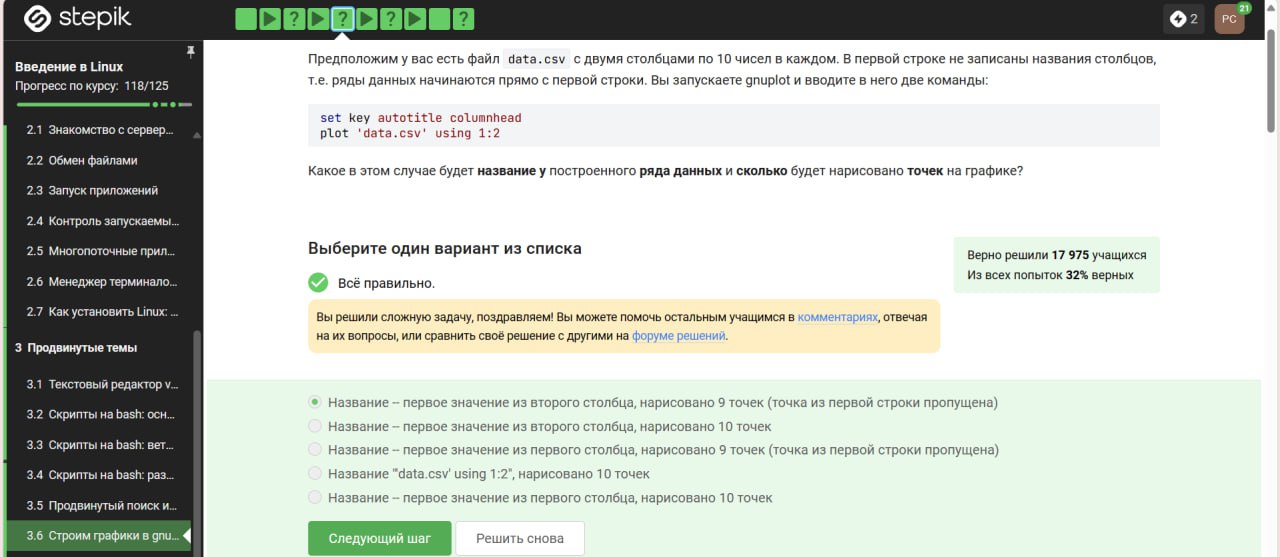 stepik
2
РС
21
Введение в Linux
Прогресс по курсу: 118/125
2.1 Знакомство с сервер...
2.2 Обмен файлами
2.3 Запуск приложений
2.4 Контроль запускаемы...
2.5 Многопоточные прил...
2.6 Менеджер терминало...
2.7 Как установить Linux: ...
3 Продвинутые темы
3.1 Текстовый редактор v...
3.2 Скрипты на bash: осн...
3.3 Скрипты на bash: вет...
3.4 Скрипты на bash: раз...
3.5 Продвинутый поиск и...
3.6 Строим графики в gnu...
Предположим у вас есть файл data.csv с двумя столбцами по 10 чисел в каждом. В первой строке не записаны названия столбцов,
т.е. ряды данных начинаются прямо с первой строки. Вы запускаете gnuplot и вводите в него две команды:
set key autotitle columnhead
plot 'data.csv' using 1:2
Какое в этом случае будет название у построенного ряда данных и сколько будет нарисовано точек на графике?
Выберите один вариант из списка
Всё правильно.
Верно решили 17 975 учащихся
Из всех попыток 32% верных
Вы решили сложную задачу, поздравляем! Вы можете помочь остальным учащимся в комментариях, отвечая
на их вопросы, или сравнить своё решение с другими на форуме решений.
Название -- первое значение из второго столбца, нарисовано 9 точек (точка из первой строки пропущена)
Название -- первое значение из второго столбца, нарисовано 10 точек
Название -- первое значение из первого столбца, нарисовано 9 точек (точка из первой строки пропущена)
Название "'data.csv' using 1:2", нарисовано 10 точек
Название -- первое значение из первого столбца, нарисовано 10 точек
Следующий шаг
Решить снова